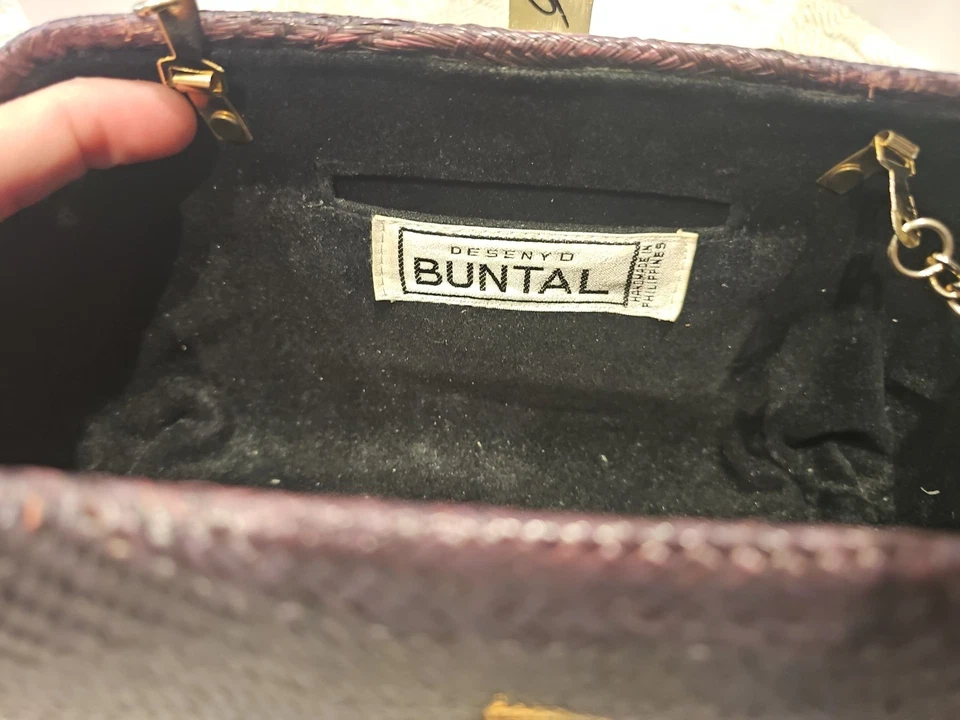 DESENYO
BUNTAL
HANDMADE IN
PHILIPPINES